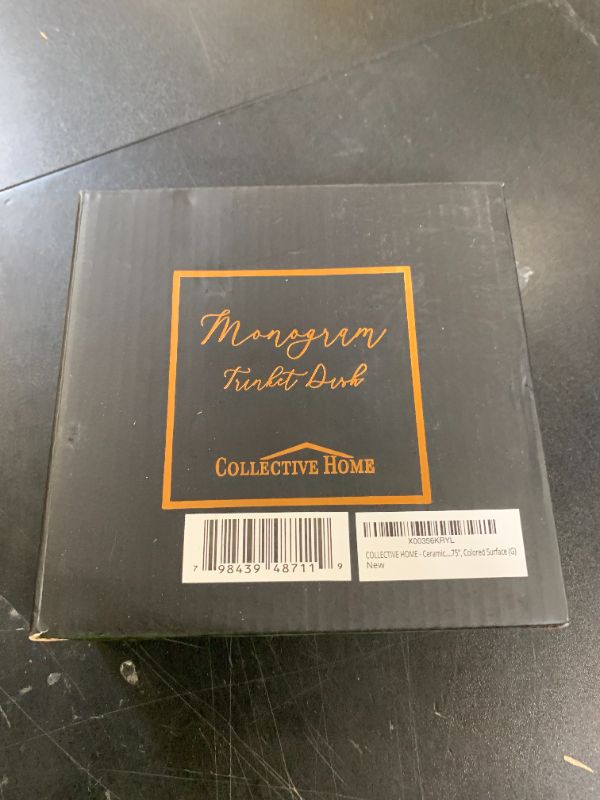 Monogram
Trinket Dish
COLLECTIVE HOME
7 98439 48711 9
X00356KRYL
COLLECTIVE HOME - Ceramic,...75", Colored Surface (G)
New